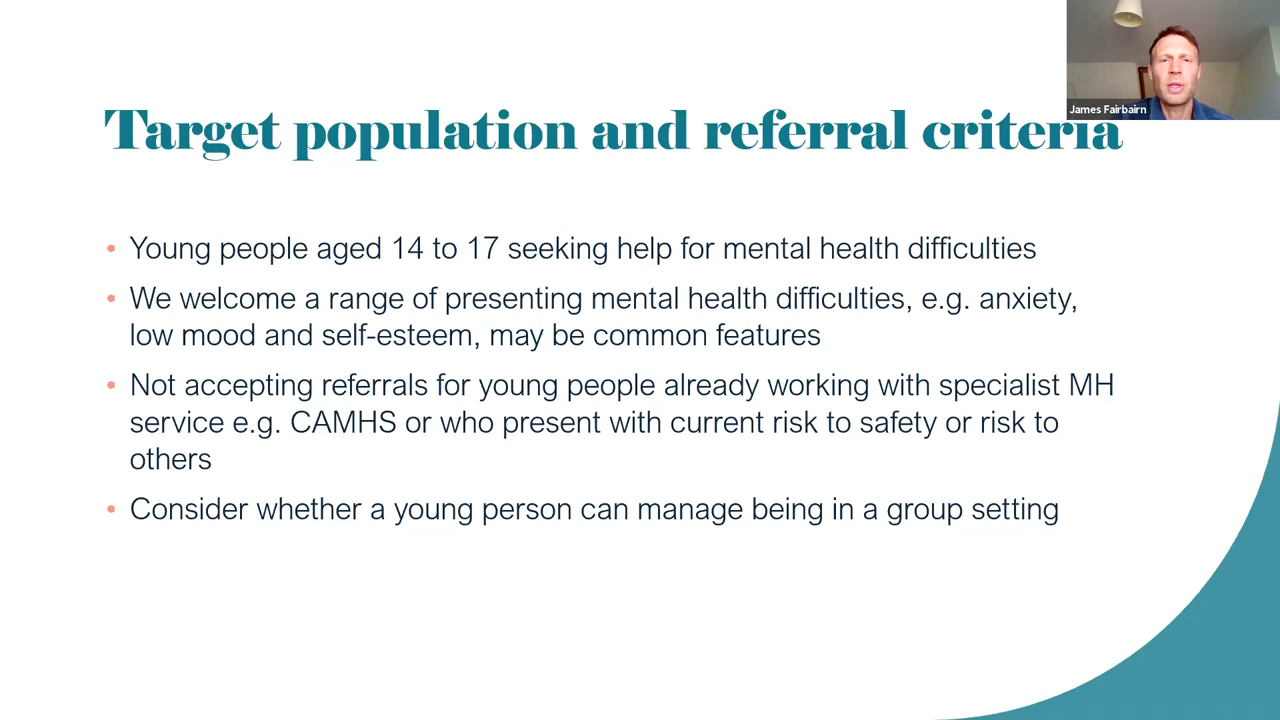 James Fairbairn
Target population and referral criteria
• Young people aged 14 to 17 seeking help for mental health difficulties
• We welcome a range of presenting mental health difficulties, e.g. anxiety,
low mood and self-esteem, may be common features
• Not accepting referrals for young people already working with specialist MH
service e.g. CAMHS or who present with current risk to safety or risk to
others
• Consider whether a young person can manage being in a group setting